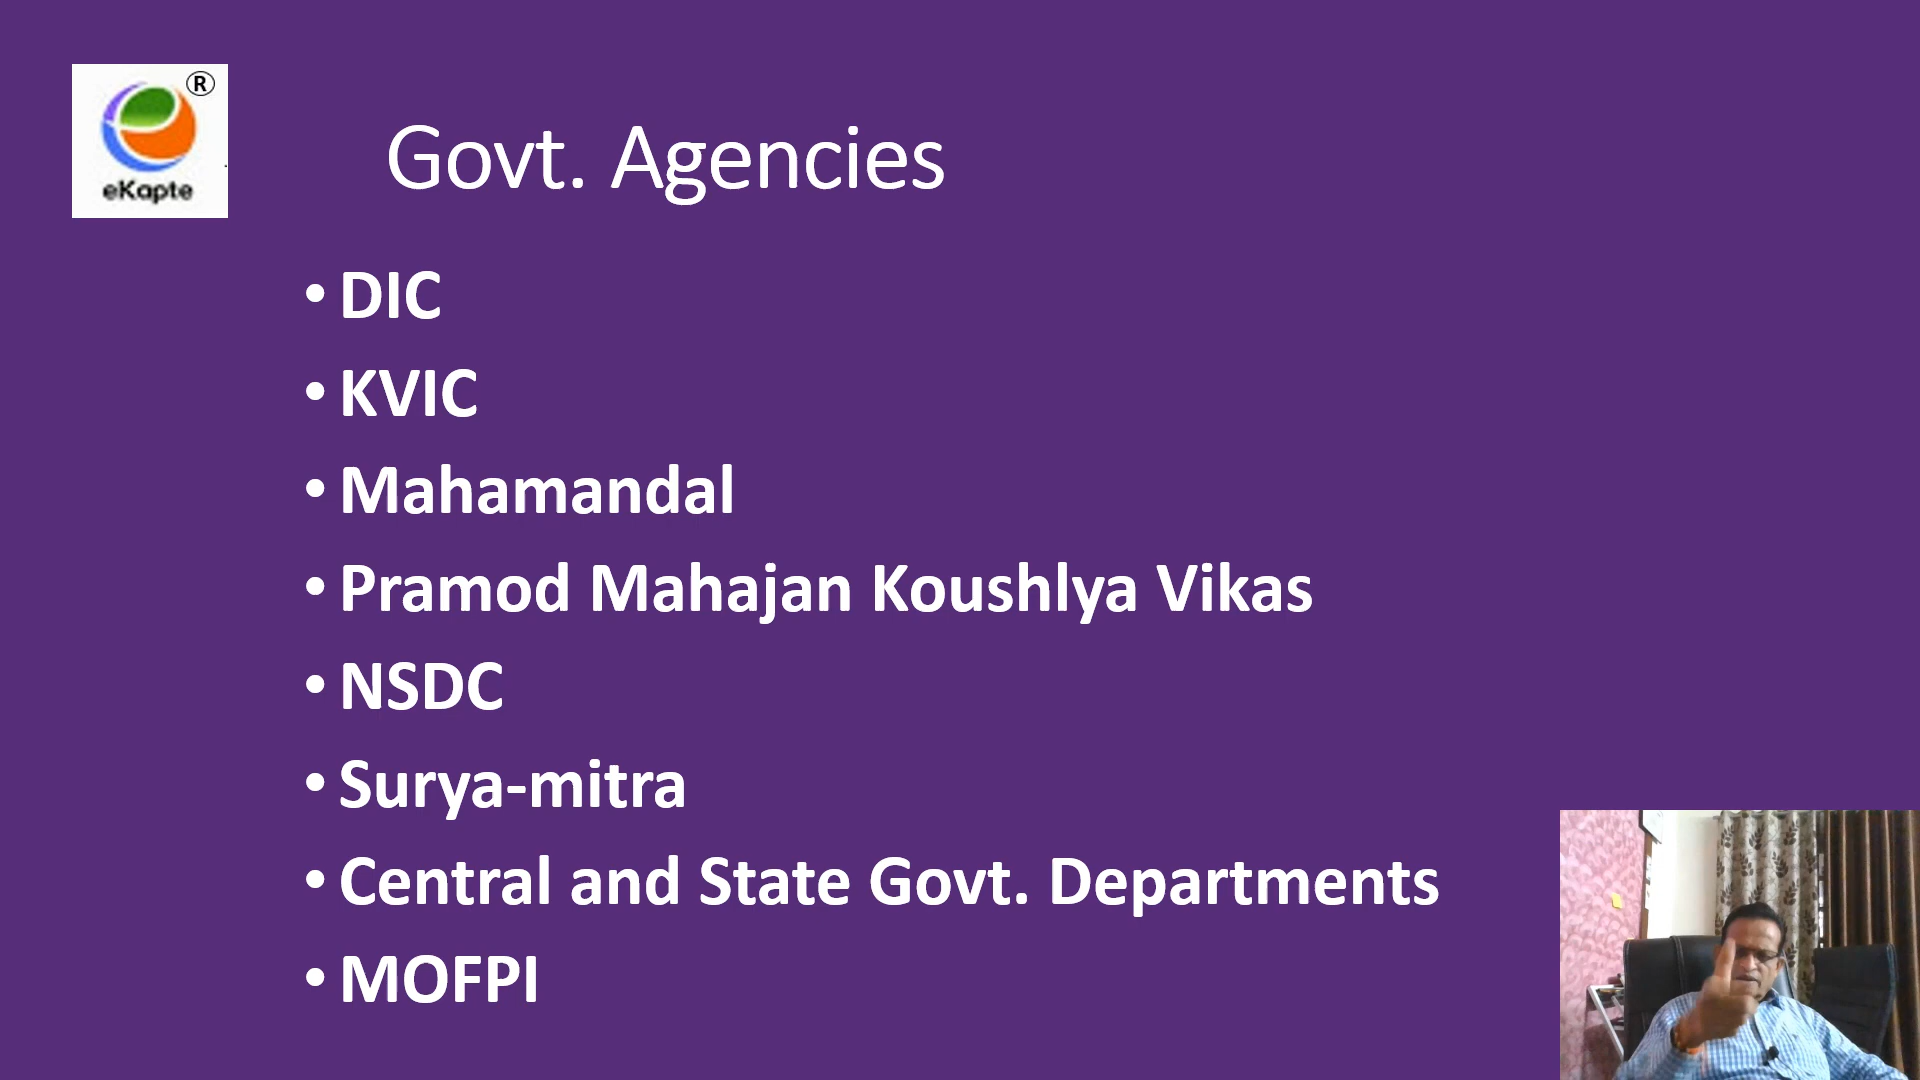 ®
eKapte
Govt. Agencies
• DIC
• KVIC
• Mahamandal
• Pramod Mahajan Koushlya Vikas
• NSDC
• Surya-mitra
• Central and State Govt. Departments
• MOFPI